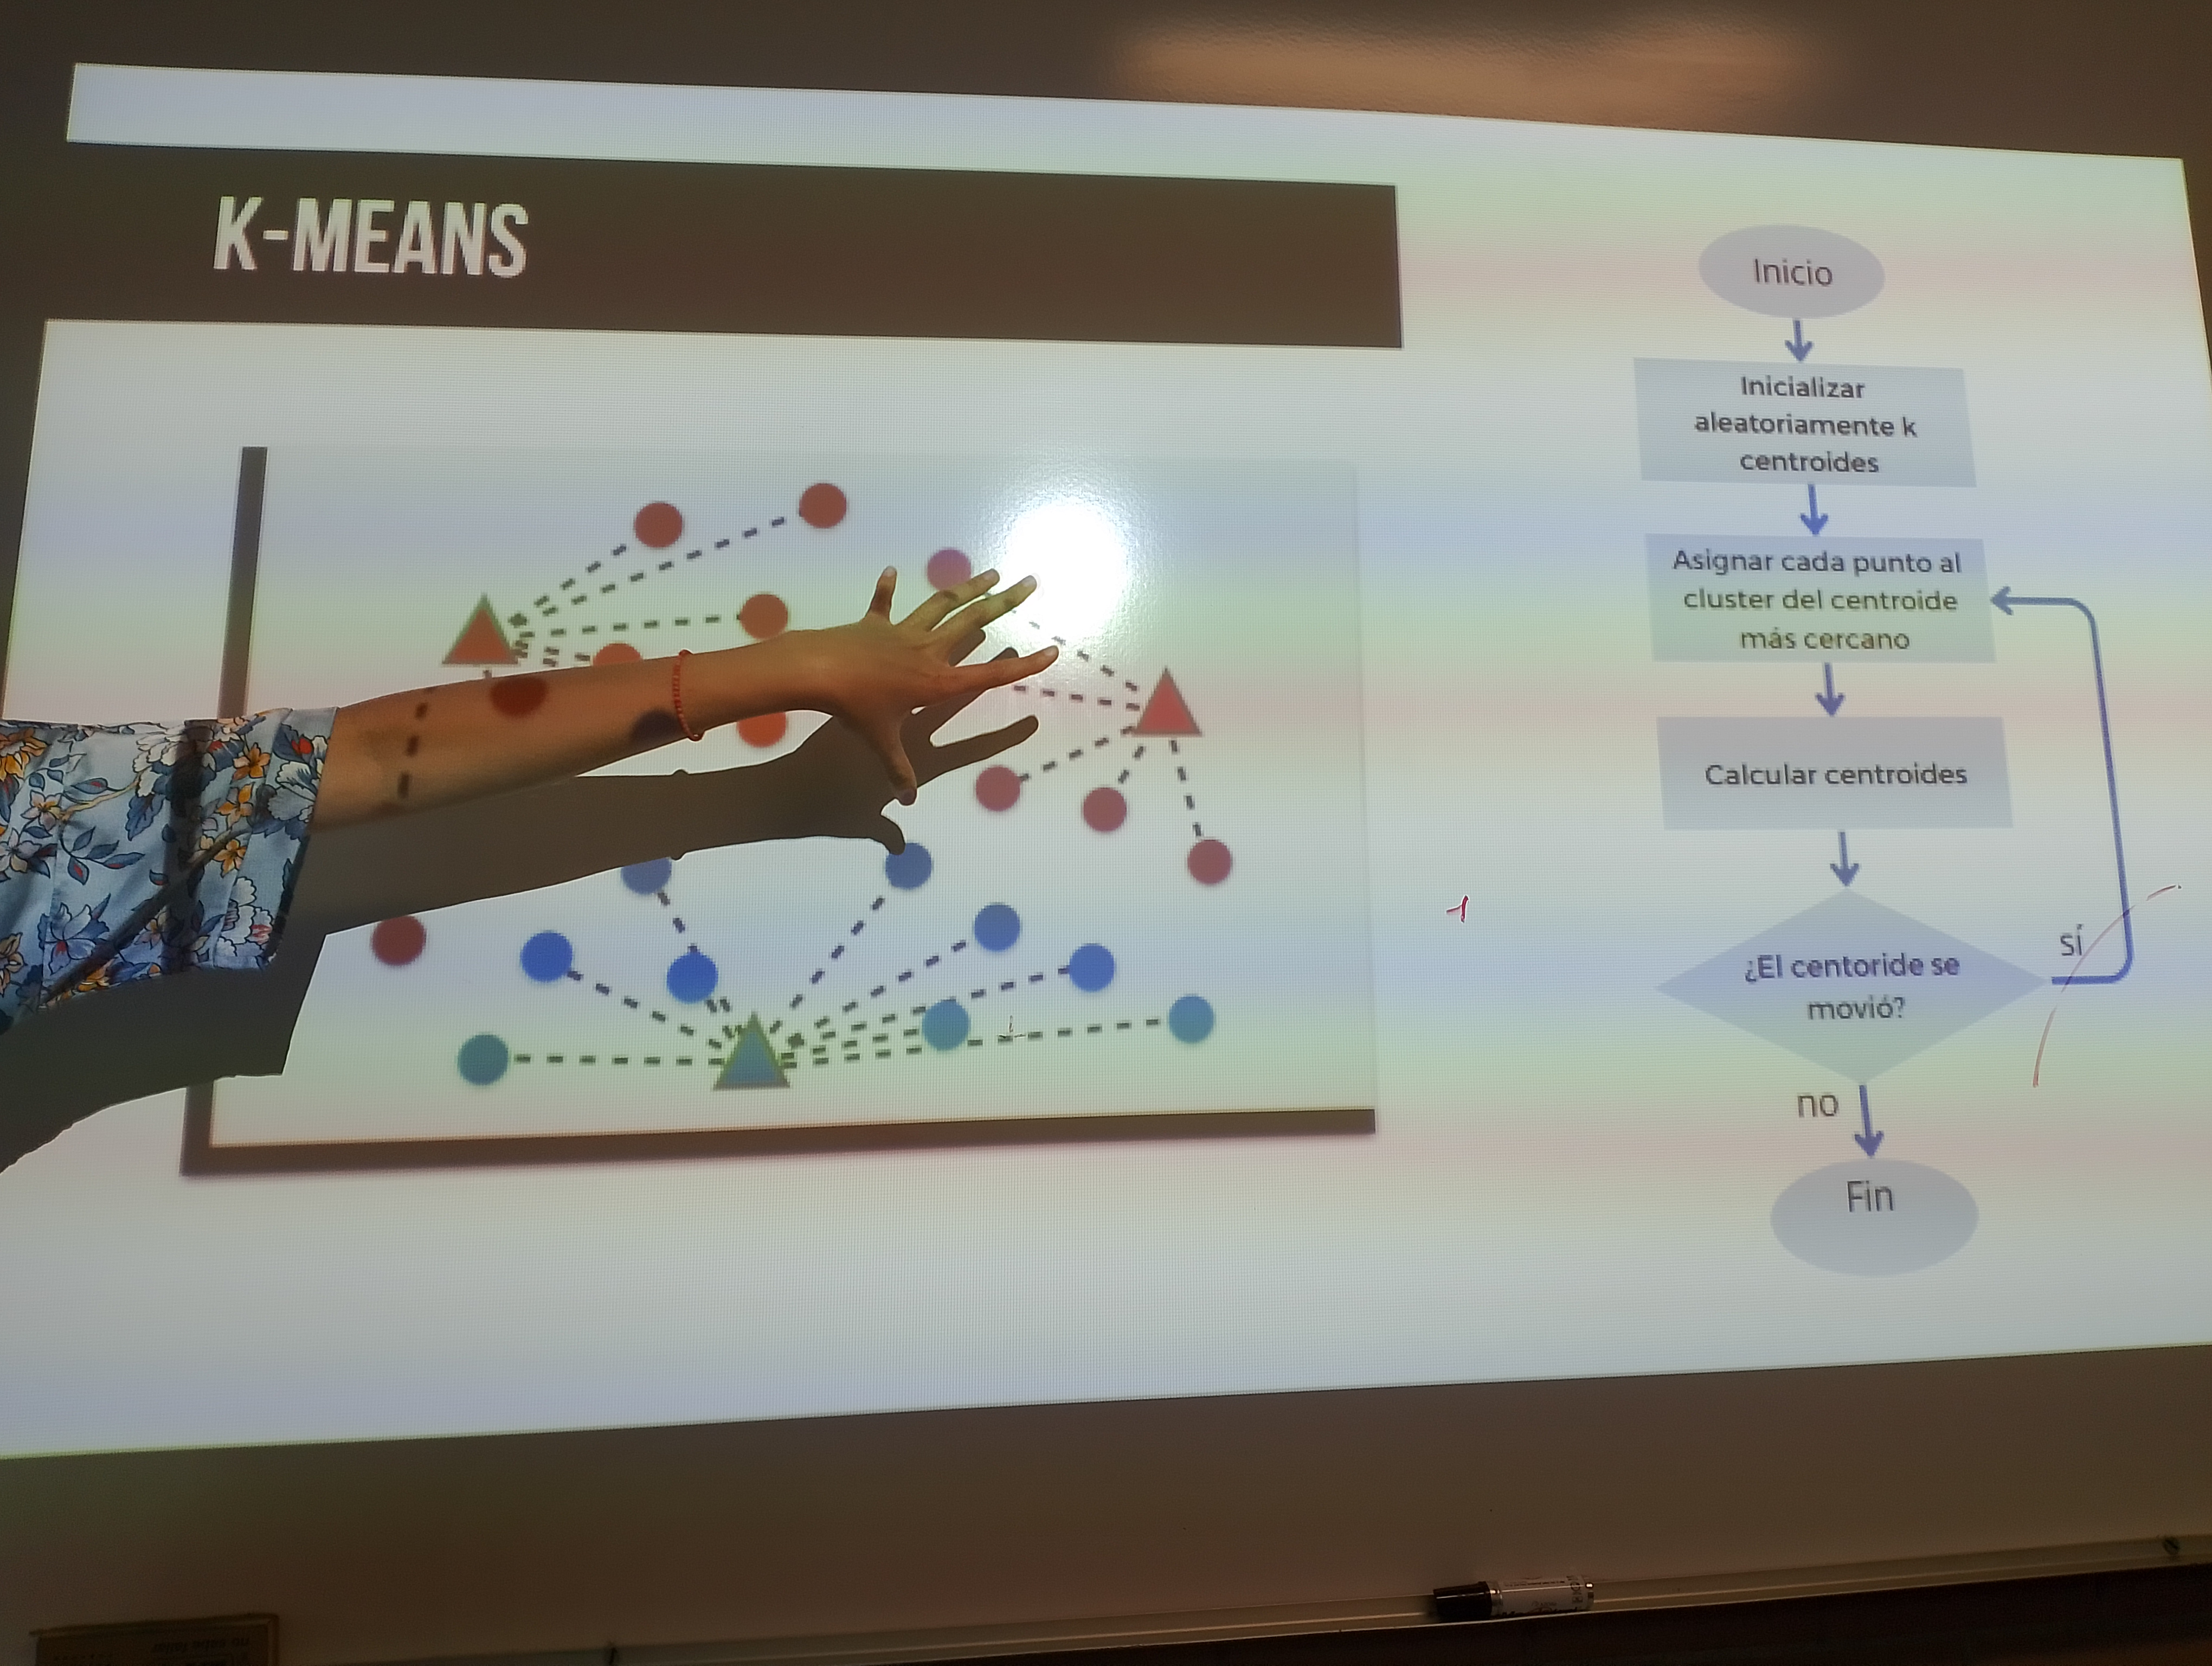 K-MEANS
Inicio
Inicializar
aleatoriamente k
centroides
Asignar cada punto al
cluster del centroide
más cercano
Calcular centroides
¿El centoride se
movió?
sí
no
Fin